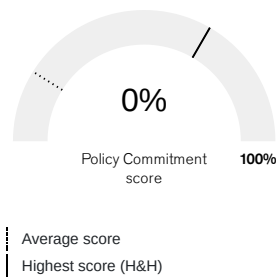 0%
Policy Commitment 100%
score
Average score
Highest score (H&H)